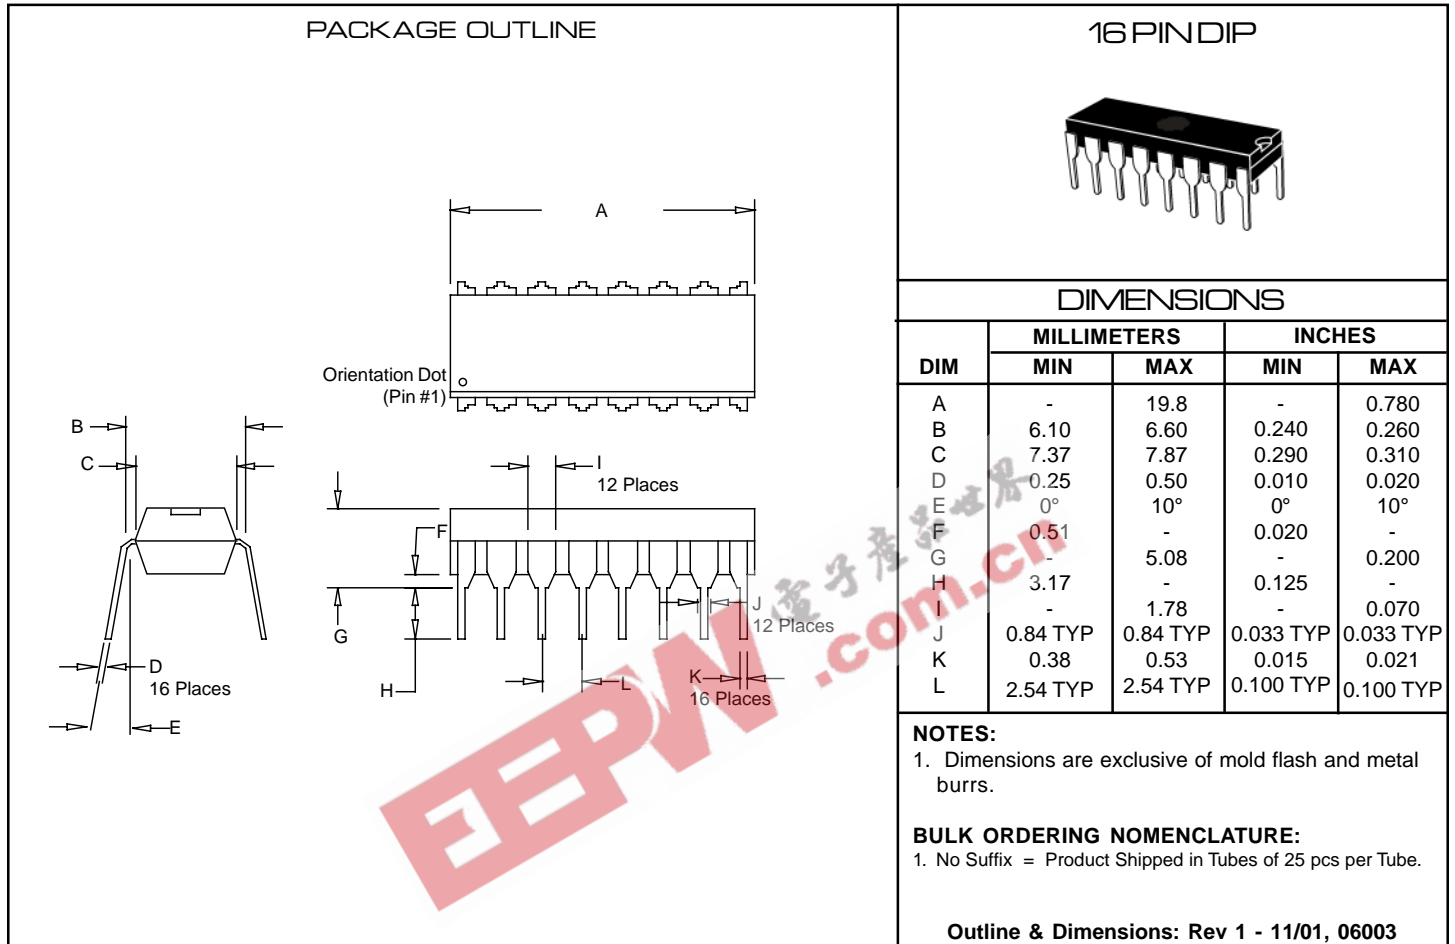 PACKAGE OUTLINE
A
Orientation Dot
(Pin #1)
B
C
I
12 Places
F
G
H
J
12 Places
D
16 Places
E
L
K
16 Places
16 PIN DIP
DIMENSIONS
MILLIMETERS INCHES
DIM MIN MAX MIN MAX
A - 19.8 - 0.780
B 6.10 6.60 0.240 0.260
C 7.37 7.87 0.290 0.310
D 0.25 0.50 0.010 0.020
E 0° 10° 0° 10°
F 0.51 - 0.020 -
G - 5.08 - 0.200
H 3.17 - 0.125 -
I - 1.78 - 0.070
J 0.84 TYP 0.84 TYP 0.033 TYP 0.033 TYP
K 0.38 0.53 0.015 0.021
L 2.54 TYP 2.54 TYP 0.100 TYP 0.100 TYP
NOTES:
1. Dimensions are exclusive of mold flash and metal
burrs.
BULK ORDERING NOMENCLATURE:
1. No Suffix = Product Shipped in Tubes of 25 pcs per Tube.
Outline & Dimensions: Rev 1 - 11/01, 06003
EEPW
.com.cn
電子產品世界